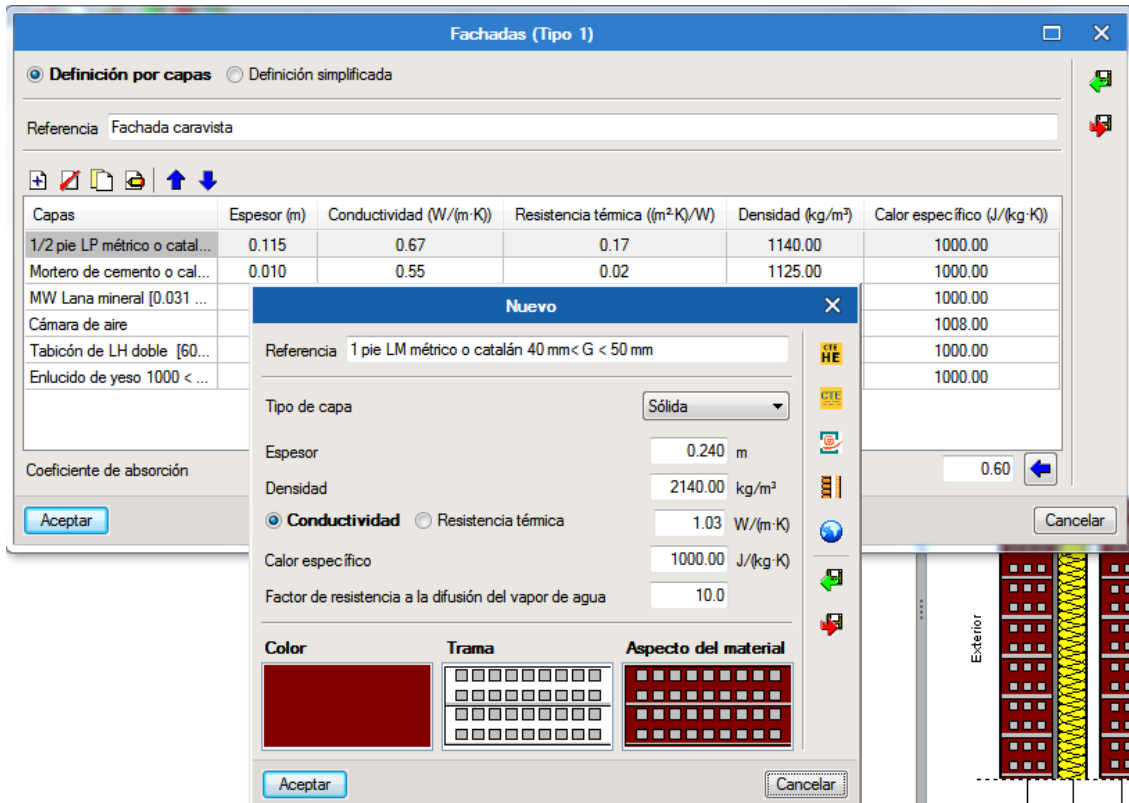 Fachadas (Tipo 1)
Definición por capas Definición simplificada
Referencia Fachada caravista
Capas Espesor (m) Conductividad (W/(m·K)) Resistencia térmica ((m²·K)/W) Densidad (kg/m³) Calor específico (J/(kg·K))
1/2 pie LP métrico o catal... 0.115 0.67 0.17 1140.00 1000.00
Mortero de cemento o cal... 0.010 0.55 0.02 1125.00 1000.00
MW Lana mineral [0.031 ... 1000.00
Cámara de aire 1008.00
Tabicón de LH doble [60... 1000.00
Enlucido de yeso 1000 < ... 1000.00
Coeficiente de absorción 0.60
Aceptar Cancelar
Nuevo
Referencia 1 pie LM métrico o catalán 40 mm< G < 50 mm
CTE HE
Tipo de capa Sólida
CTE
Espesor 0.240 m
Densidad 2140.00 kg/m³
Conductividad Resistencia térmica 1.03 W/(m·K)
Calor específico 1000.00 J/(kg·K)
Factor de resistencia a la difusión del vapor de agua 10.0
Color Trama Aspecto del material
Aceptar Cancelar
Exterior